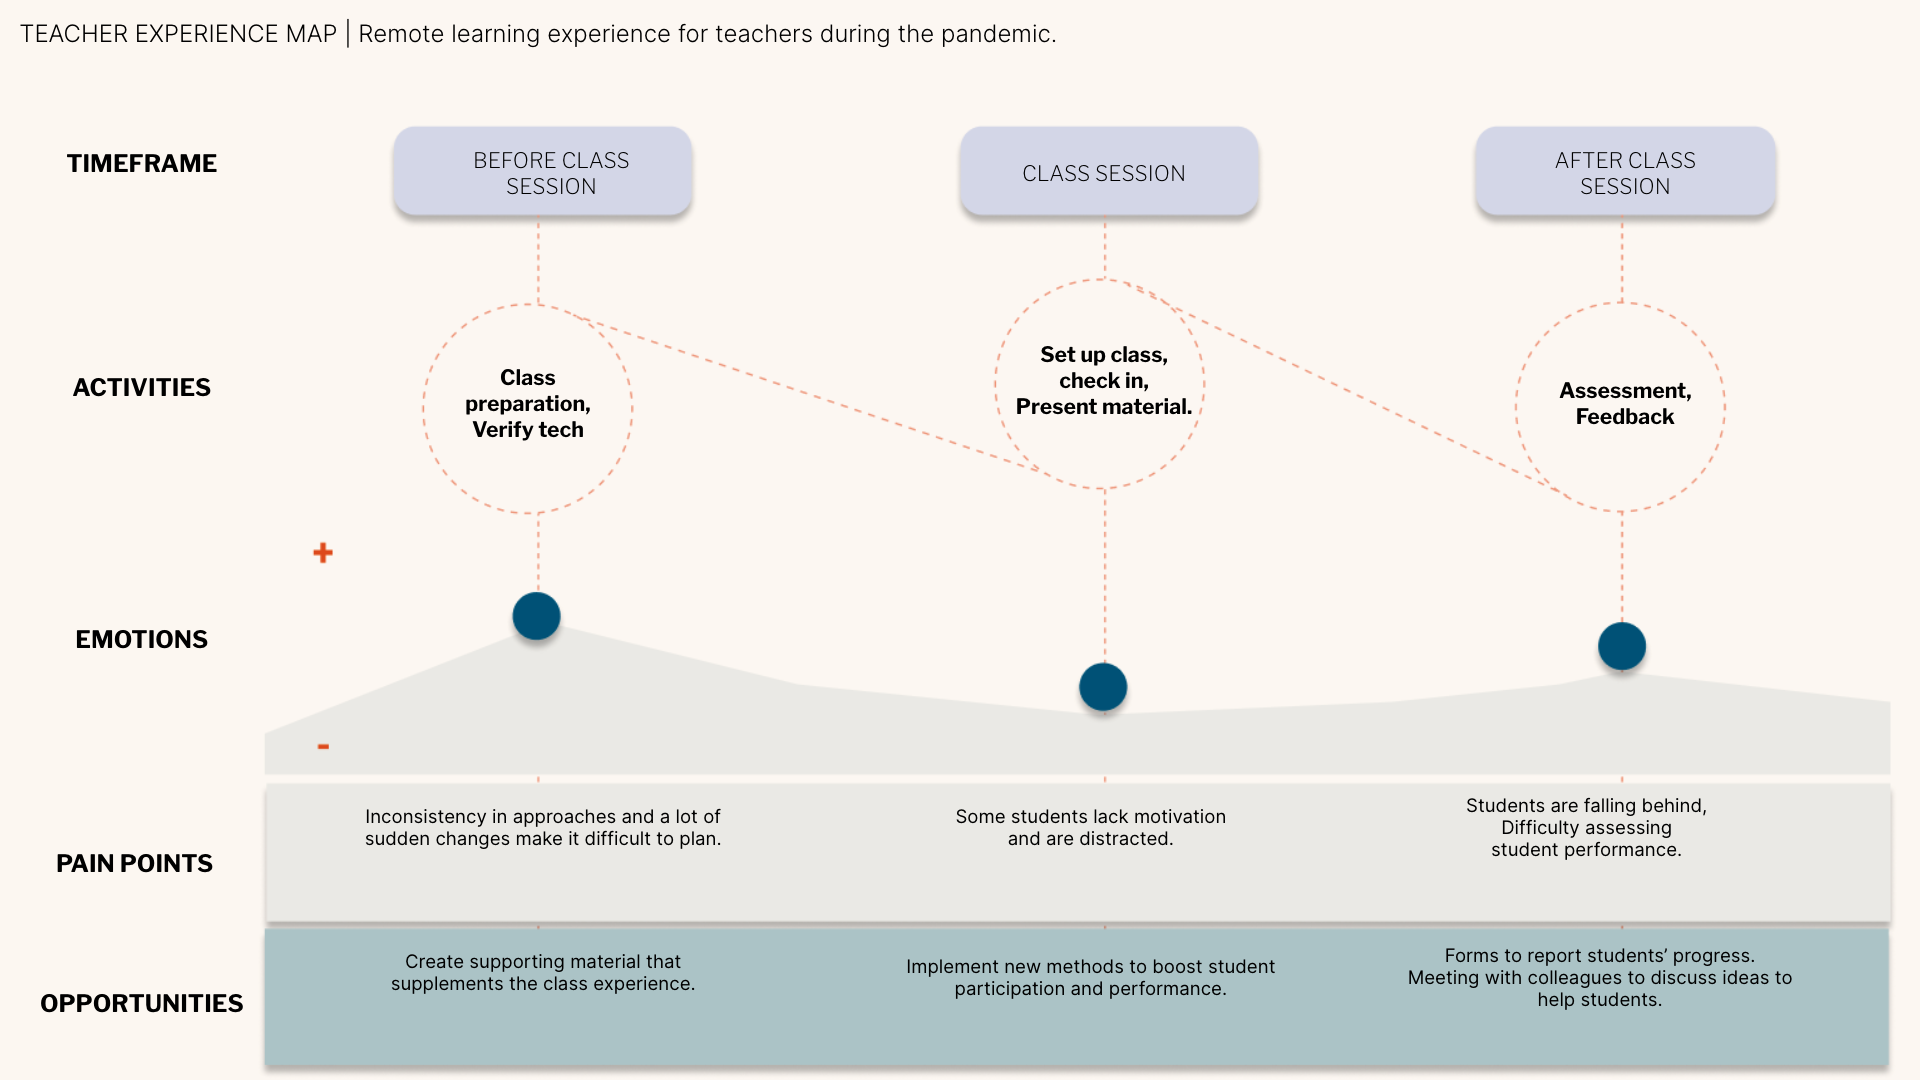 TEACHER EXPERIENCE MAP | Remote learning experience for teachers during the pandemic.
TIMEFRAME
BEFORE CLASS
SESSION
CLASS SESSION
AFTER CLASS
SESSION
ACTIVITIES
Class
preparation,
Verify tech
Set up class,
check in,
Present material.
Assessment,
Feedback
+
EMOTIONS
-
PAIN POINTS
Inconsistency in approaches and a lot of
sudden changes make it difficult to plan.
Some students lack motivation
and are distracted.
Students are falling behind,
Difficulty assessing
student performance.
OPPORTUNITIES
Create supporting material that
supplements the class experience.
Implement new methods to boost student
participation and performance.
Forms to report students’ progress.
Meeting with colleagues to discuss ideas to
help students.